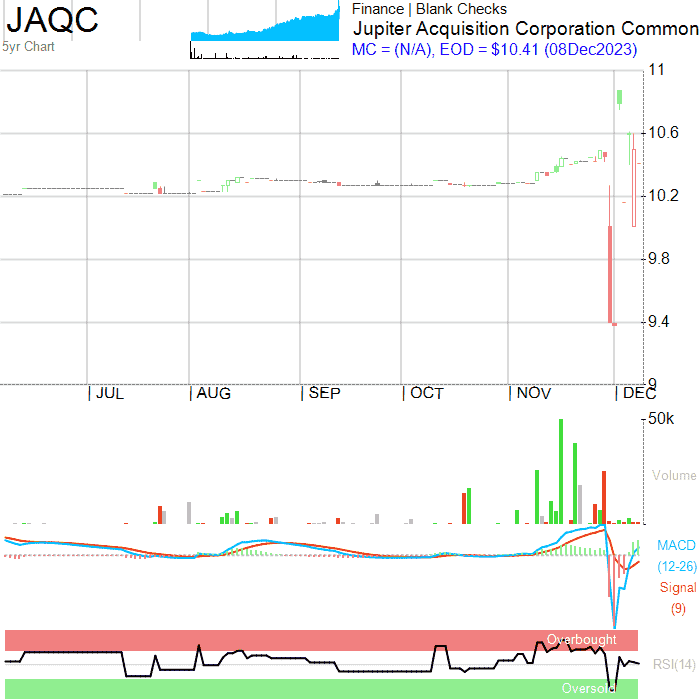 JAQC
5yr Chart
Finance | Blank Checks
Jupiter Acquisition Corporation Common
MC = (N/A), EOD = $10.41 (08Dec2023)
11
10.6
10.2
9.8
9.4
9
JUL
AUG
SEP
OCT
NOV
DEC
50k
Volume
MACD
(12-26)
Signal
(9)
Overbought
RSI(14)
Oversold